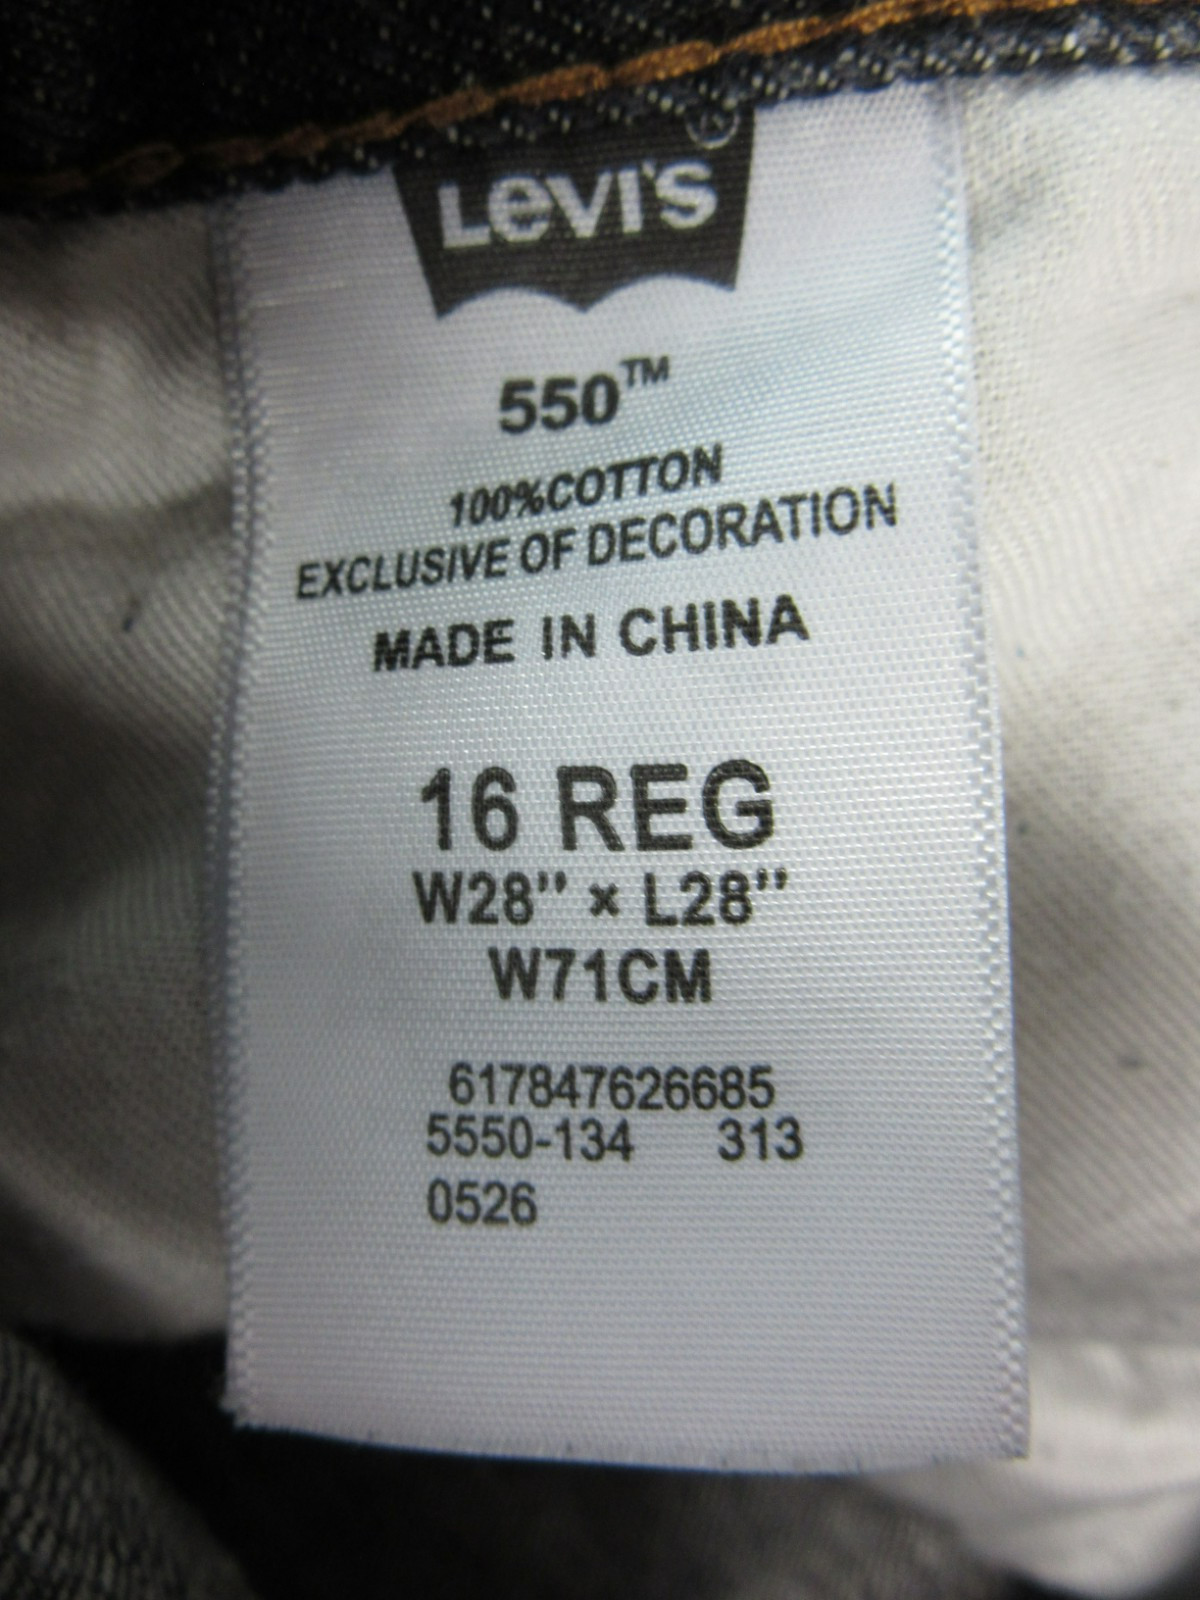 LEVI'S ®
550™
100%COTTON
EXCLUSIVE OF DECORATION
MADE IN CHINA
16 REG
W28" × L28"
W71CM
617847626685
5550-134 313
0526